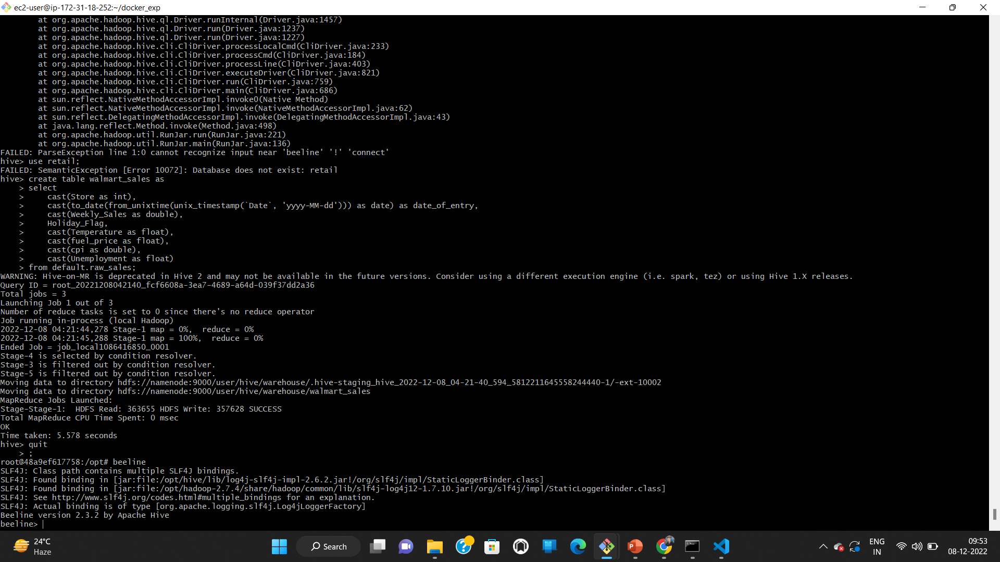 ec2-user@ip-172-31-18-252:~/docker_exp
        at org.apache.hadoop.hive.ql.Driver.runInternal(Driver.java:1457)
        at org.apache.hadoop.hive.ql.Driver.run(Driver.java:1237)
        at org.apache.hadoop.hive.ql.Driver.run(Driver.java:1227)
        at org.apache.hadoop.hive.cli.CliDriver.processLocalCmd(CliDriver.java:233)
        at org.apache.hadoop.hive.cli.CliDriver.processCmd(CliDriver.java:184)
        at org.apache.hadoop.hive.cli.CliDriver.processLine(CliDriver.java:403)
        at org.apache.hadoop.hive.cli.CliDriver.executeDriver(CliDriver.java:821)
        at org.apache.hadoop.hive.cli.CliDriver.run(CliDriver.java:759)
        at org.apache.hadoop.hive.cli.CliDriver.main(CliDriver.java:686)
        at sun.reflect.NativeMethodAccessorImpl.invoke0(Native Method)
        at sun.reflect.NativeMethodAccessorImpl.invoke(NativeMethodAccessorImpl.java:62)
        at sun.reflect.DelegatingMethodAccessorImpl.invoke(DelegatingMethodAccessorImpl.java:43)
        at java.lang.reflect.Method.invoke(Method.java:498)
        at org.apache.hadoop.util.RunJar.run(RunJar.java:221)
        at org.apache.hadoop.util.RunJar.main(RunJar.java:136)
FAILED: ParseException line 1:0 cannot recognize input near 'beeline' '!' 'connect'
hive> use retail;
FAILED: SemanticException [Error 10072]: Database does not exist: retail
hive> create table walmart_sales as
    > select
    >     cast(Store as int),
    >     cast(to_date(from_unixtime(unix_timestamp(`Date`, 'yyyy-MM-dd'))) as date) as date_of_entry,
    >     cast(Weekly_Sales as double),
    >     Holiday_Flag,
    >     cast(Temperature as float),
    >     cast(fuel_price as float),
    >     cast(cpi as double),
    >     cast(Unemployment as float)
    > from default.raw_sales;
WARNING: Hive-on-MR is deprecated in Hive 2 and may not be available in the future versions. Consider using a different execution engine (i.e. spark, tez) or using Hive 1.X releases.
Query ID = root_20221208042140_fcf6608a-3ea7-4689-a64d-039f37dd2a36
Total jobs = 3
Launching Job 1 out of 3
Number of reduce tasks is set to 0 since there's no reduce operator
Job running in-process (local Hadoop)
2022-12-08 04:21:44,278 Stage-1 map = 0%,  reduce = 0%
2022-12-08 04:21:45,288 Stage-1 map = 100%,  reduce = 0%
Ended Job = job_local1086416850_0001
Stage-4 is selected by condition resolver.
Stage-3 is filtered out by condition resolver.
Stage-5 is filtered out by condition resolver.
Moving data to directory hdfs://namenode:9000/user/hive/warehouse/.hive-staging_hive_2022-12-08_04-21-40_594_5812211645558244440-1/-ext-10002
Moving data to directory hdfs://namenode:9000/user/hive/warehouse/walmart_sales
MapReduce Jobs Launched:
Stage-Stage-1:  HDFS Read: 363655 HDFS Write: 357628 SUCCESS
Total MapReduce CPU Time Spent: 0 msec
OK
Time taken: 5.578 seconds
hive> quit
    > ;
root@48a9ef617758:/opt# beeline
SLF4J: Class path contains multiple SLF4J bindings.
SLF4J: Found binding in [jar:file:/opt/hive/lib/log4j-slf4j-impl-2.6.2.jar!/org/slf4j/impl/StaticLoggerBinder.class]
SLF4J: Found binding in [jar:file:/opt/hadoop-2.7.4/share/hadoop/common/lib/slf4j-log4j12-1.7.10.jar!/org/slf4j/impl/StaticLoggerBinder.class]
SLF4J: See http://www.slf4j.org/codes.html#multiple_bindings for an explanation.
SLF4J: Actual binding is of type [org.apache.logging.slf4j.Log4jLoggerFactory]
Beeline version 2.3.2 by Apache Hive
beeline>
24°C
Haze
Search
ENG
IN
09:53
08-12-2022